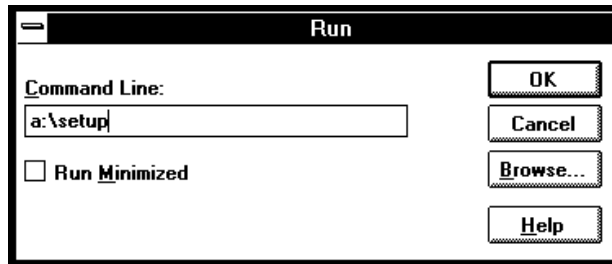 Run
Command Line:
a:\setup
Run Minimized
OK
Cancel
Browse...
Help